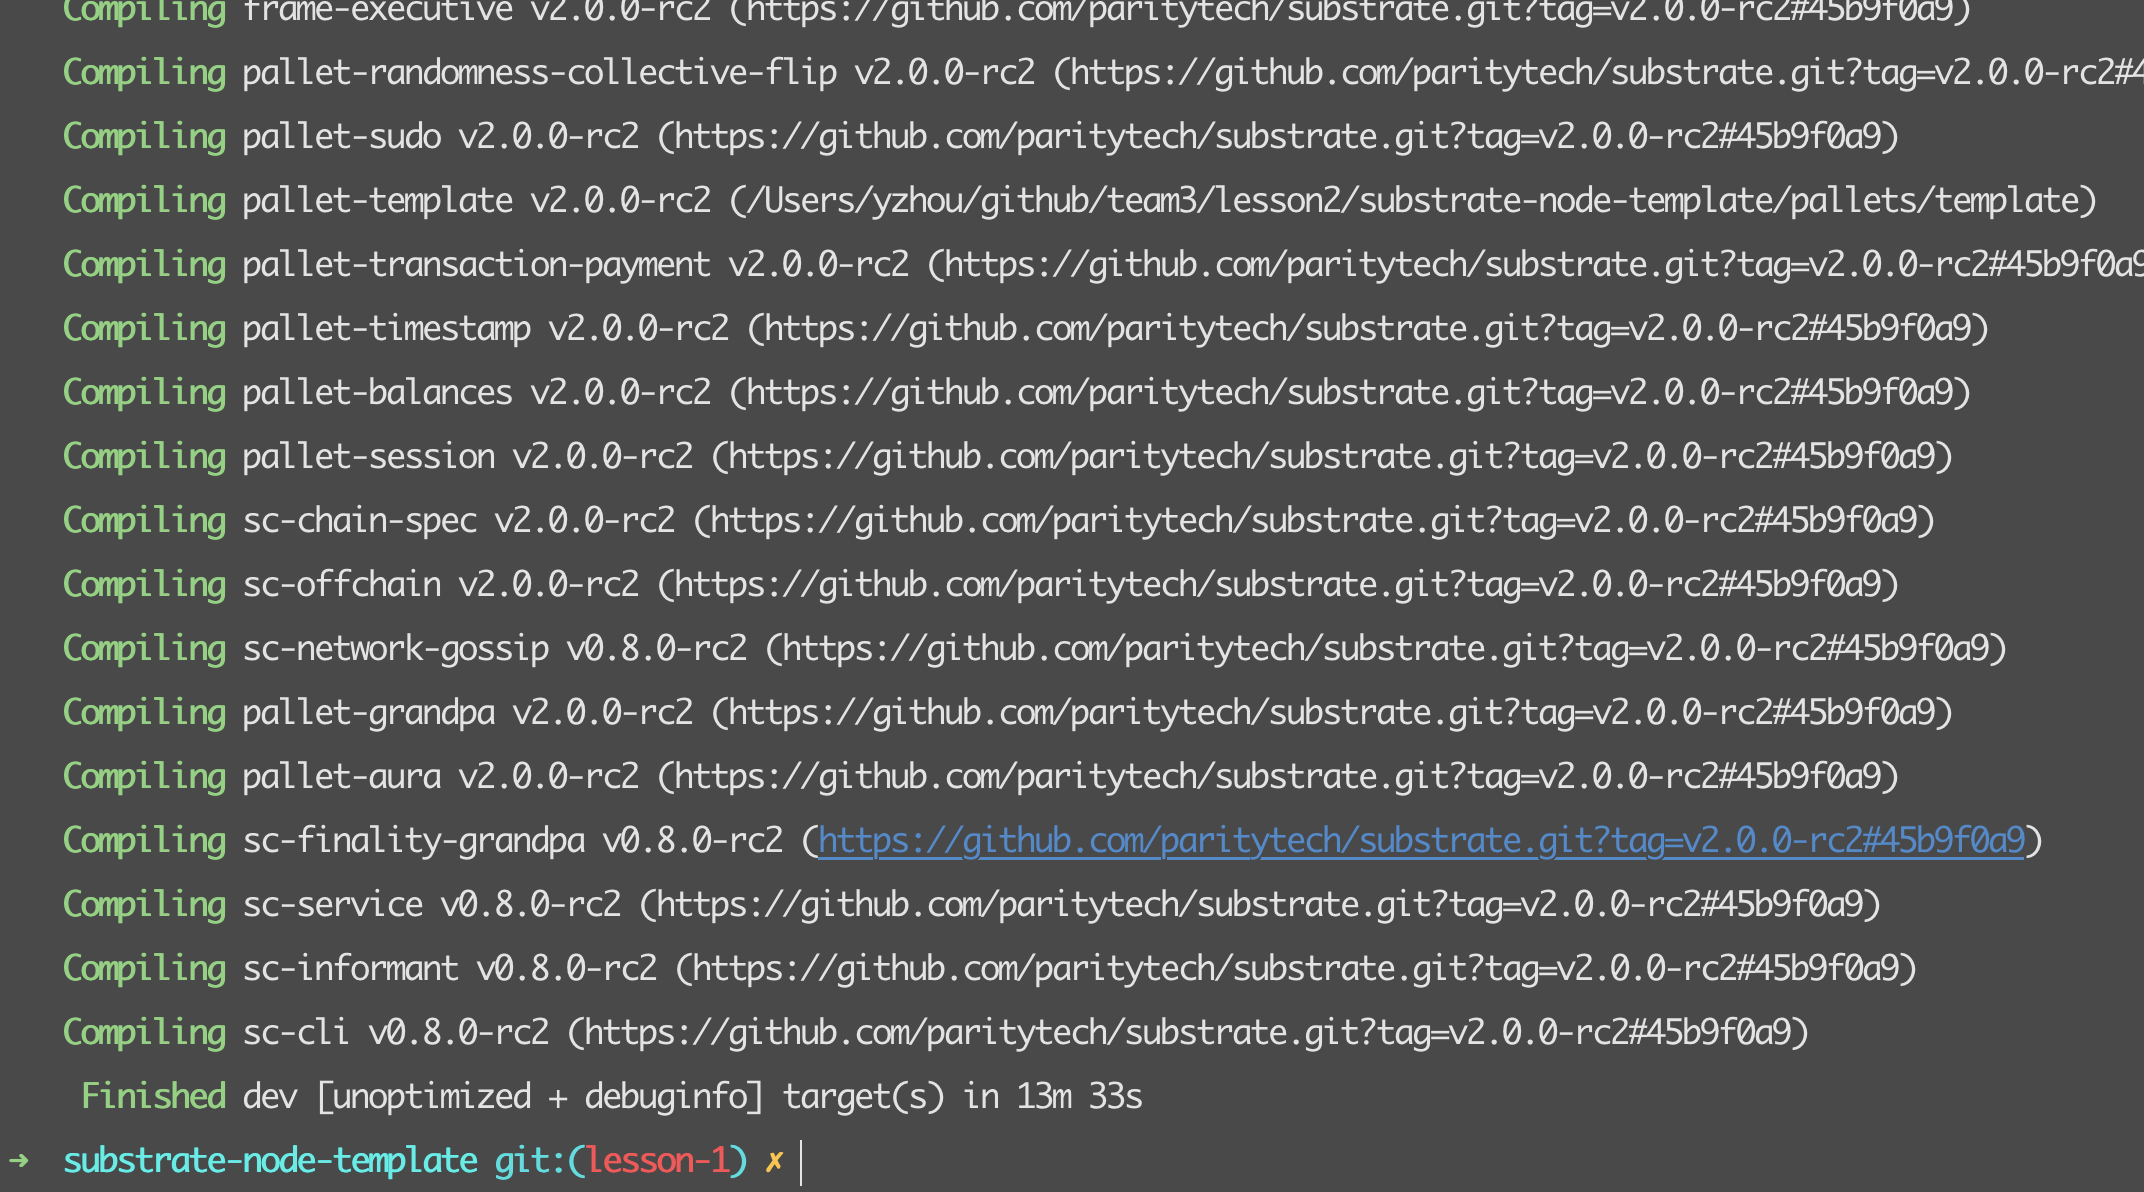 Compiling frame-executive v2.0.0-rc2 (https://github.com/paritytech/substrate.git?tag=v2.0.0-rc2#45b9f0a9)
Compiling pallet-randomness-collective-flip v2.0.0-rc2 (https://github.com/paritytech/substrate.git?tag=v2.0.0-rc2#4
Compiling pallet-sudo v2.0.0-rc2 (https://github.com/paritytech/substrate.git?tag=v2.0.0-rc2#45b9f0a9)
Compiling pallet-template v2.0.0-rc2 (/Users/yzhou/github/team3/lesson2/substrate-node-template/pallets/template)
Compiling pallet-transaction-payment v2.0.0-rc2 (https://github.com/paritytech/substrate.git?tag=v2.0.0-rc2#45b9f0a9
Compiling pallet-timestamp v2.0.0-rc2 (https://github.com/paritytech/substrate.git?tag=v2.0.0-rc2#45b9f0a9)
Compiling pallet-balances v2.0.0-rc2 (https://github.com/paritytech/substrate.git?tag=v2.0.0-rc2#45b9f0a9)
Compiling pallet-session v2.0.0-rc2 (https://github.com/paritytech/substrate.git?tag=v2.0.0-rc2#45b9f0a9)
Compiling sc-chain-spec v2.0.0-rc2 (https://github.com/paritytech/substrate.git?tag=v2.0.0-rc2#45b9f0a9)
Compiling sc-offchain v2.0.0-rc2 (https://github.com/paritytech/substrate.git?tag=v2.0.0-rc2#45b9f0a9)
Compiling sc-network-gossip v0.8.0-rc2 (https://github.com/paritytech/substrate.git?tag=v2.0.0-rc2#45b9f0a9)
Compiling pallet-grandpa v2.0.0-rc2 (https://github.com/paritytech/substrate.git?tag=v2.0.0-rc2#45b9f0a9)
Compiling pallet-aura v2.0.0-rc2 (https://github.com/paritytech/substrate.git?tag=v2.0.0-rc2#45b9f0a9)
Compiling sc-finality-grandpa v0.8.0-rc2 (https://github.com/paritytech/substrate.git?tag=v2.0.0-rc2#45b9f0a9)
Compiling sc-service v0.8.0-rc2 (https://github.com/paritytech/substrate.git?tag=v2.0.0-rc2#45b9f0a9)
Compiling sc-informant v0.8.0-rc2 (https://github.com/paritytech/substrate.git?tag=v2.0.0-rc2#45b9f0a9)
Compiling sc-cli v0.8.0-rc2 (https://github.com/paritytech/substrate.git?tag=v2.0.0-rc2#45b9f0a9)
Finished dev [unoptimized + debuginfo] target(s) in 13m 33s
➜ substrate-node-template git:(lesson-1) ✗